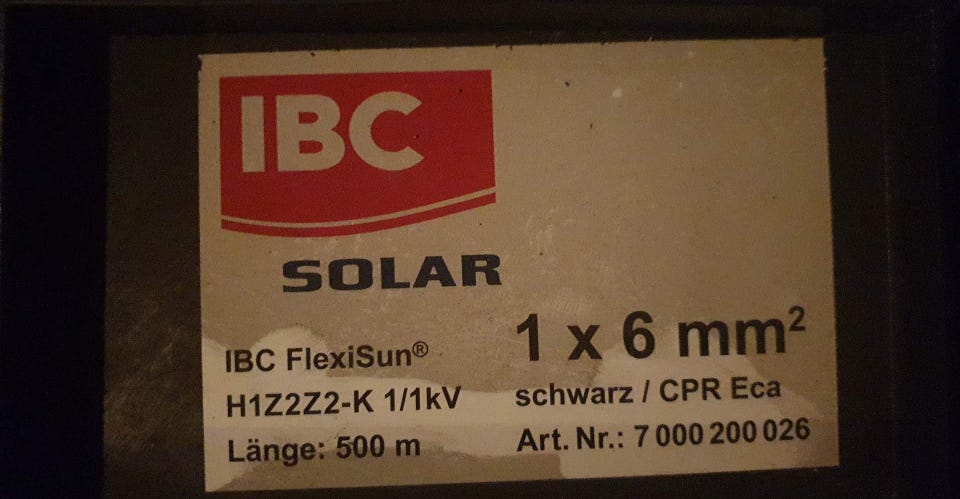 IBC
SOLAR
IBC FlexiSun®
H1Z2Z2-K 1/1kV
Länge: 500 m
1 x 6 mm²
schwarz / CPR Eca
Art. Nr.: 7 000 200 026